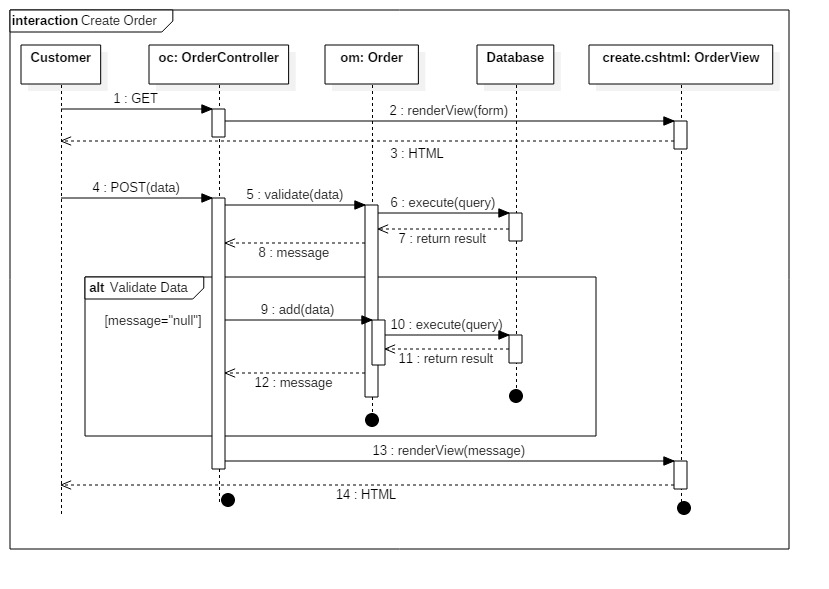 interaction Create Order
Customer
oc: OrderController
om: Order
Database
create.cshtml: OrderView
1 : GET
2 : renderView(form)
3 : HTML
4 : POST(data)
5 : validate(data)
6 : execute(query)
7 : return result
8 : message
alt Validate Data
[message="null"]
9 : add(data)
10 : execute(query)
11 : return result
12 : message
13 : renderView(message)
14 : HTML